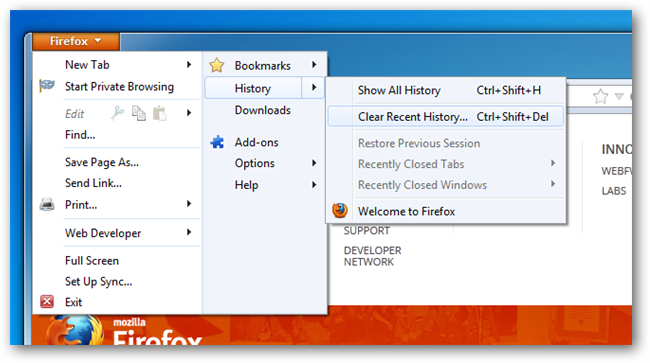 Firefox
New Tab
Start Private Browsing
Edit
Find...
Save Page As...
Send Link...
Print...
Web Developer
Full Screen
Set Up Sync...
Exit
Bookmarks
History
Downloads
Add-ons
Options
Help
Show All History Ctrl+Shift+H
Clear Recent History... Ctrl+Shift+Del
Restore Previous Session
Recently Closed Tabs
Recently Closed Windows
Welcome to Firefox
SUPPORT
DEVELOPER
NETWORK
INNO
WEBFW
LABS
mozilla
Firefox